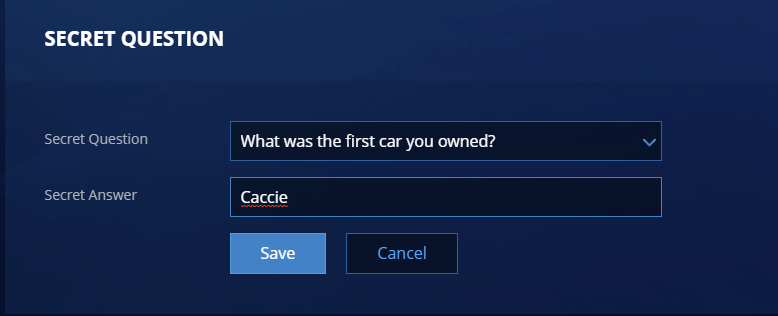 SECRET QUESTION
Secret Question What was the first car you owned?
Secret Answer Caccie
Save Cancel